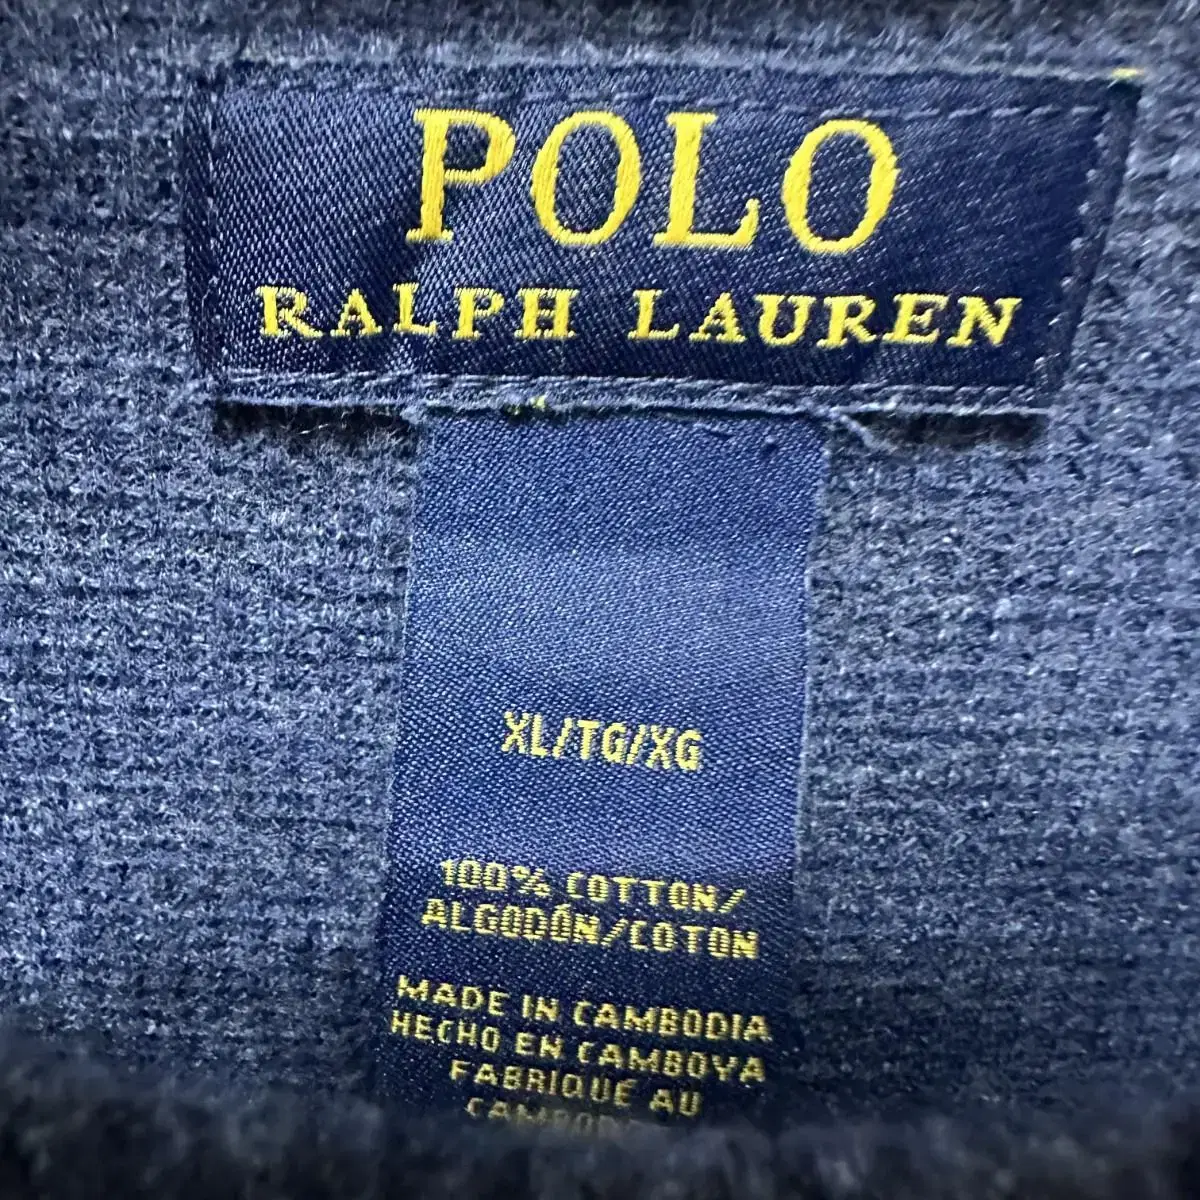 POLO
RALPH LAUREN
XL/TG/XG
100% COTTON/
ALGODÓN/COTON
MADE IN CAMBODIA
HECHO EN CAMBOYA
FABRIQUÉ AU